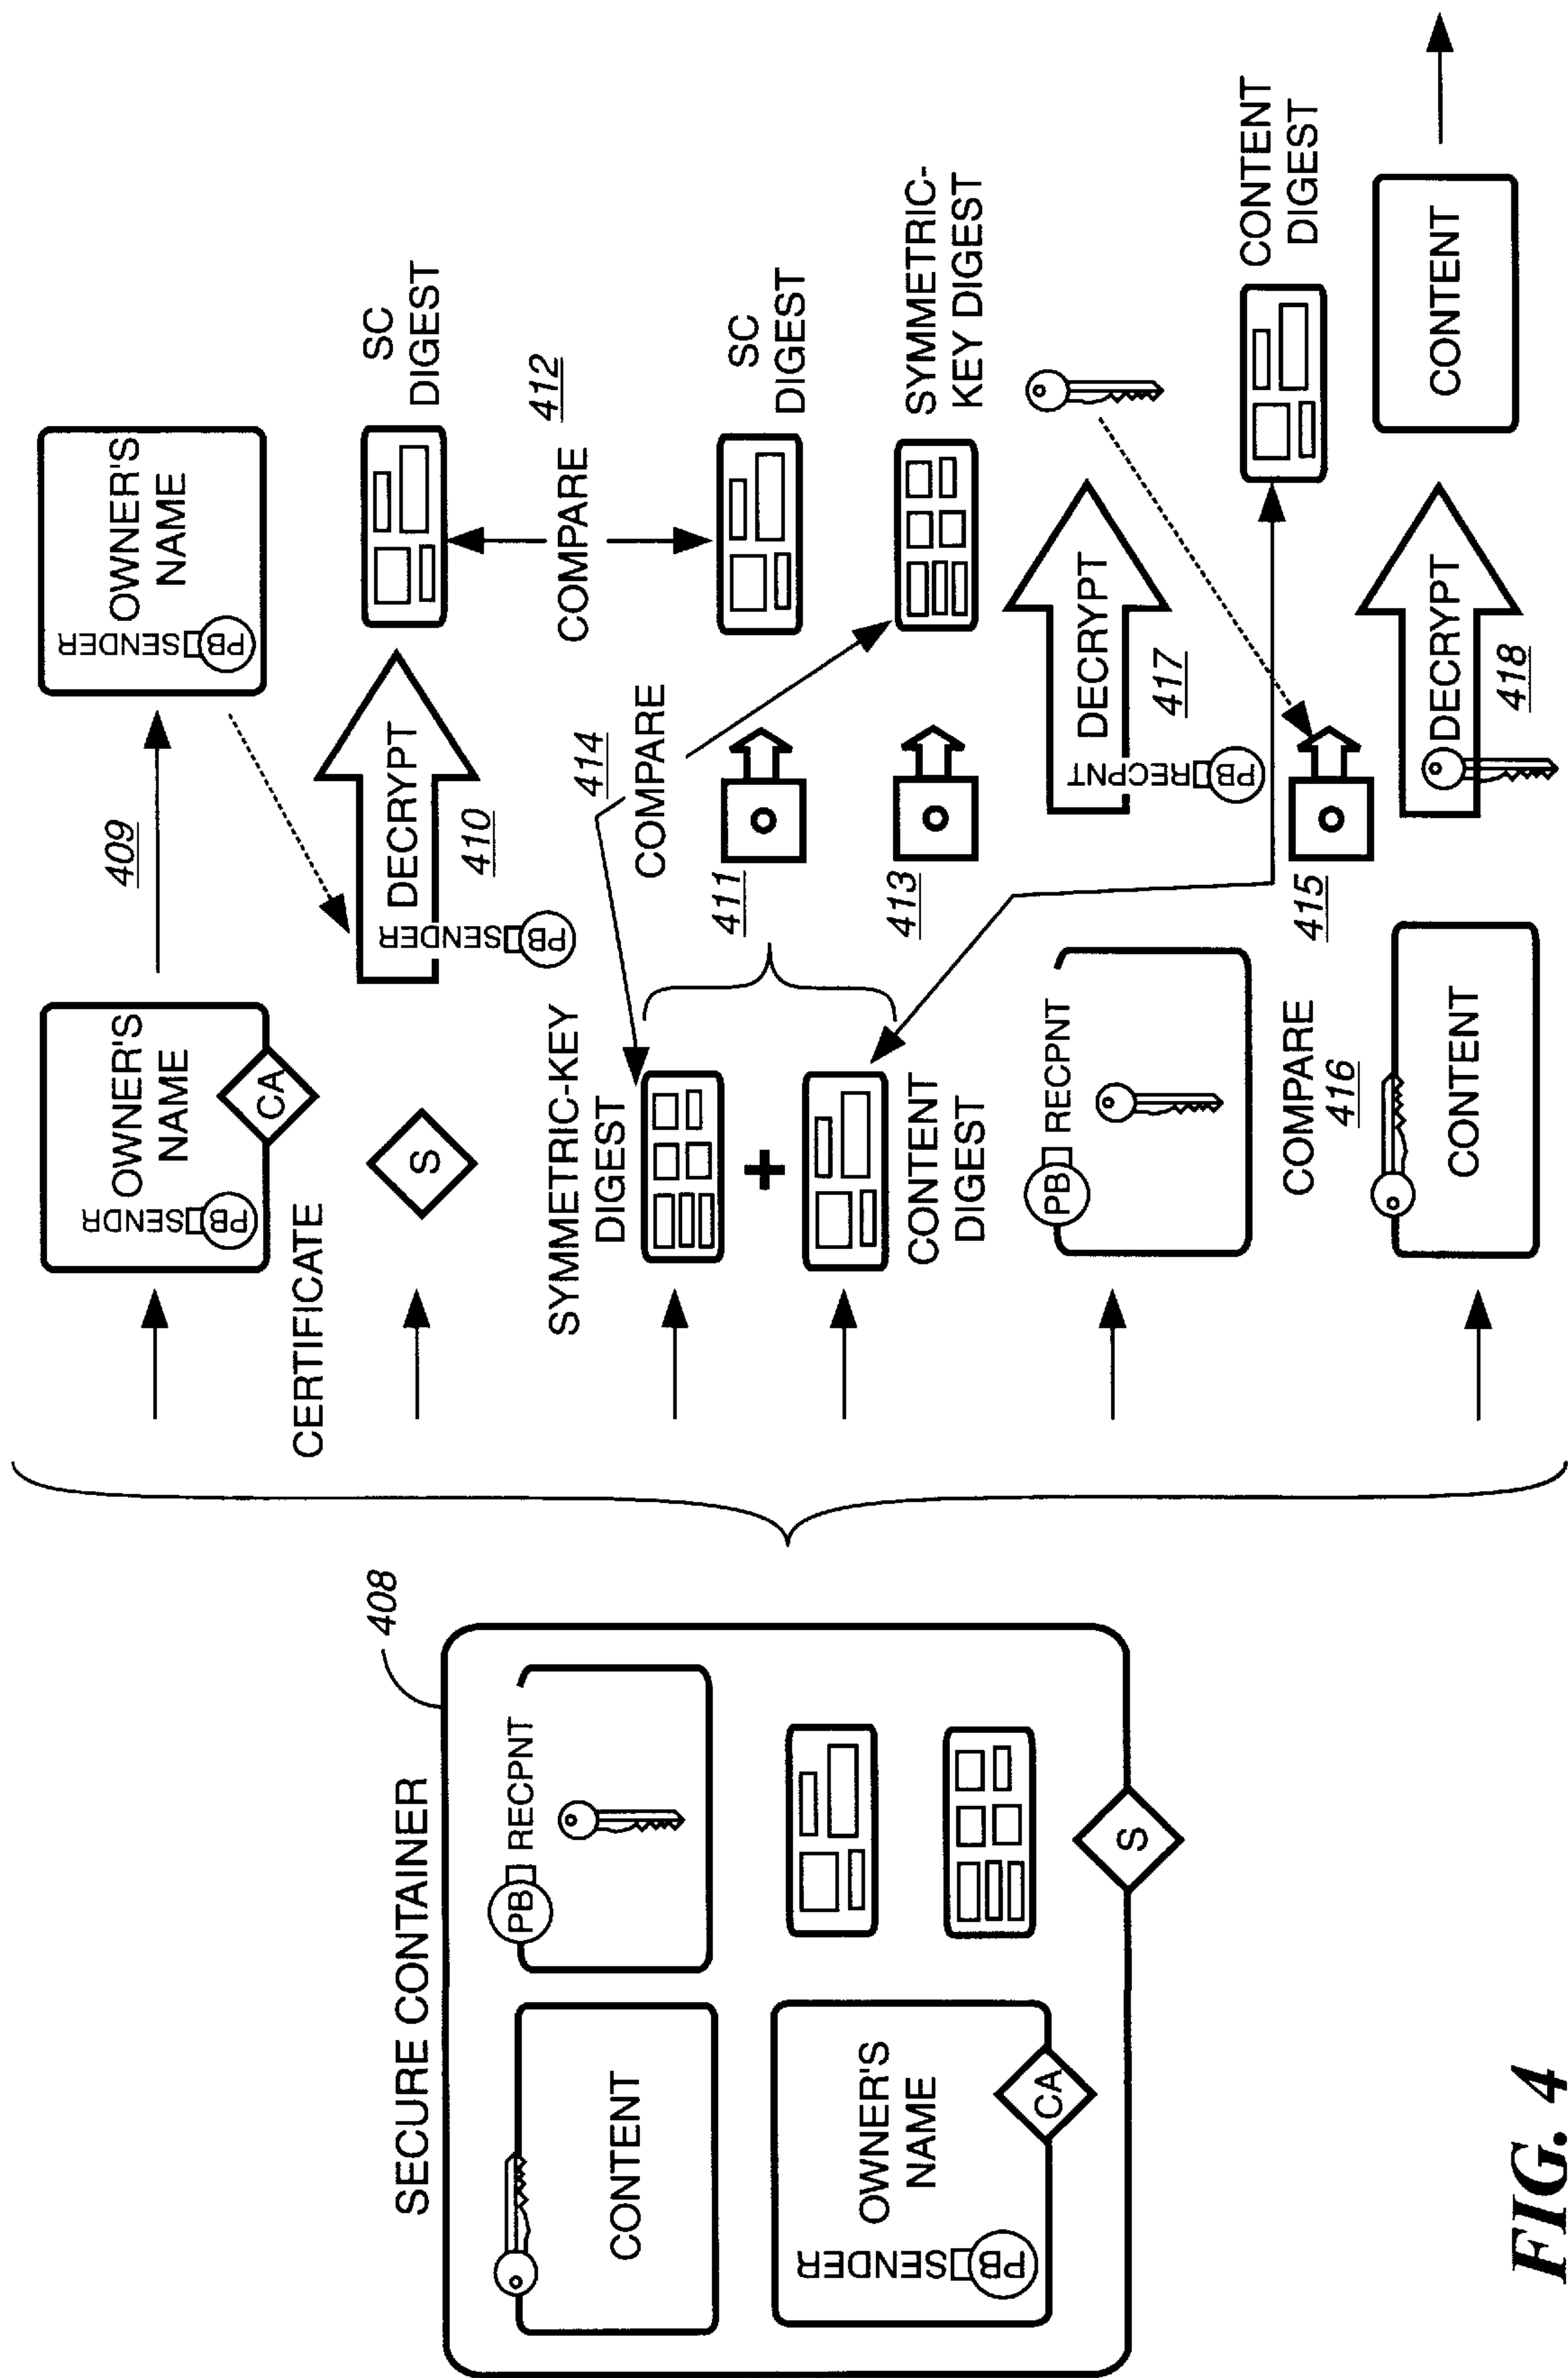 SECURE CONTAINER
408
CONTENT
PB RECPNT
OWNER'S
NAME
PB SENDER
CA
S
OWNER'S
NAME
PB SENDR
CA
CERTIFICATE
409
OWNER'S
NAME
PB SENDER
S
DECRYPT
PB SENDER
410
SC
DIGEST
COMPARE
412
SYMMETRIC-KEY
DIGEST
+
CONTENT
DIGEST
414
COMPARE
411
SC
DIGEST
413
SYMMETRIC-
KEY DIGEST
PB RECPNT
DECRYPT
PB RECPNT
417
COMPARE
416
415
CONTENT
DIGEST
CONTENT
DECRYPT
418
CONTENT
FIG. 4